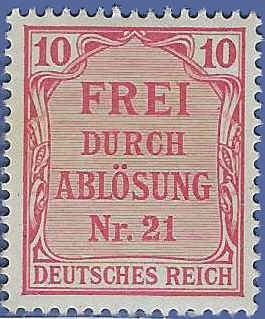 10 10
FREI
DURCH
ABLÖSUNG
Nr. 21
DEUTSCHES REICH